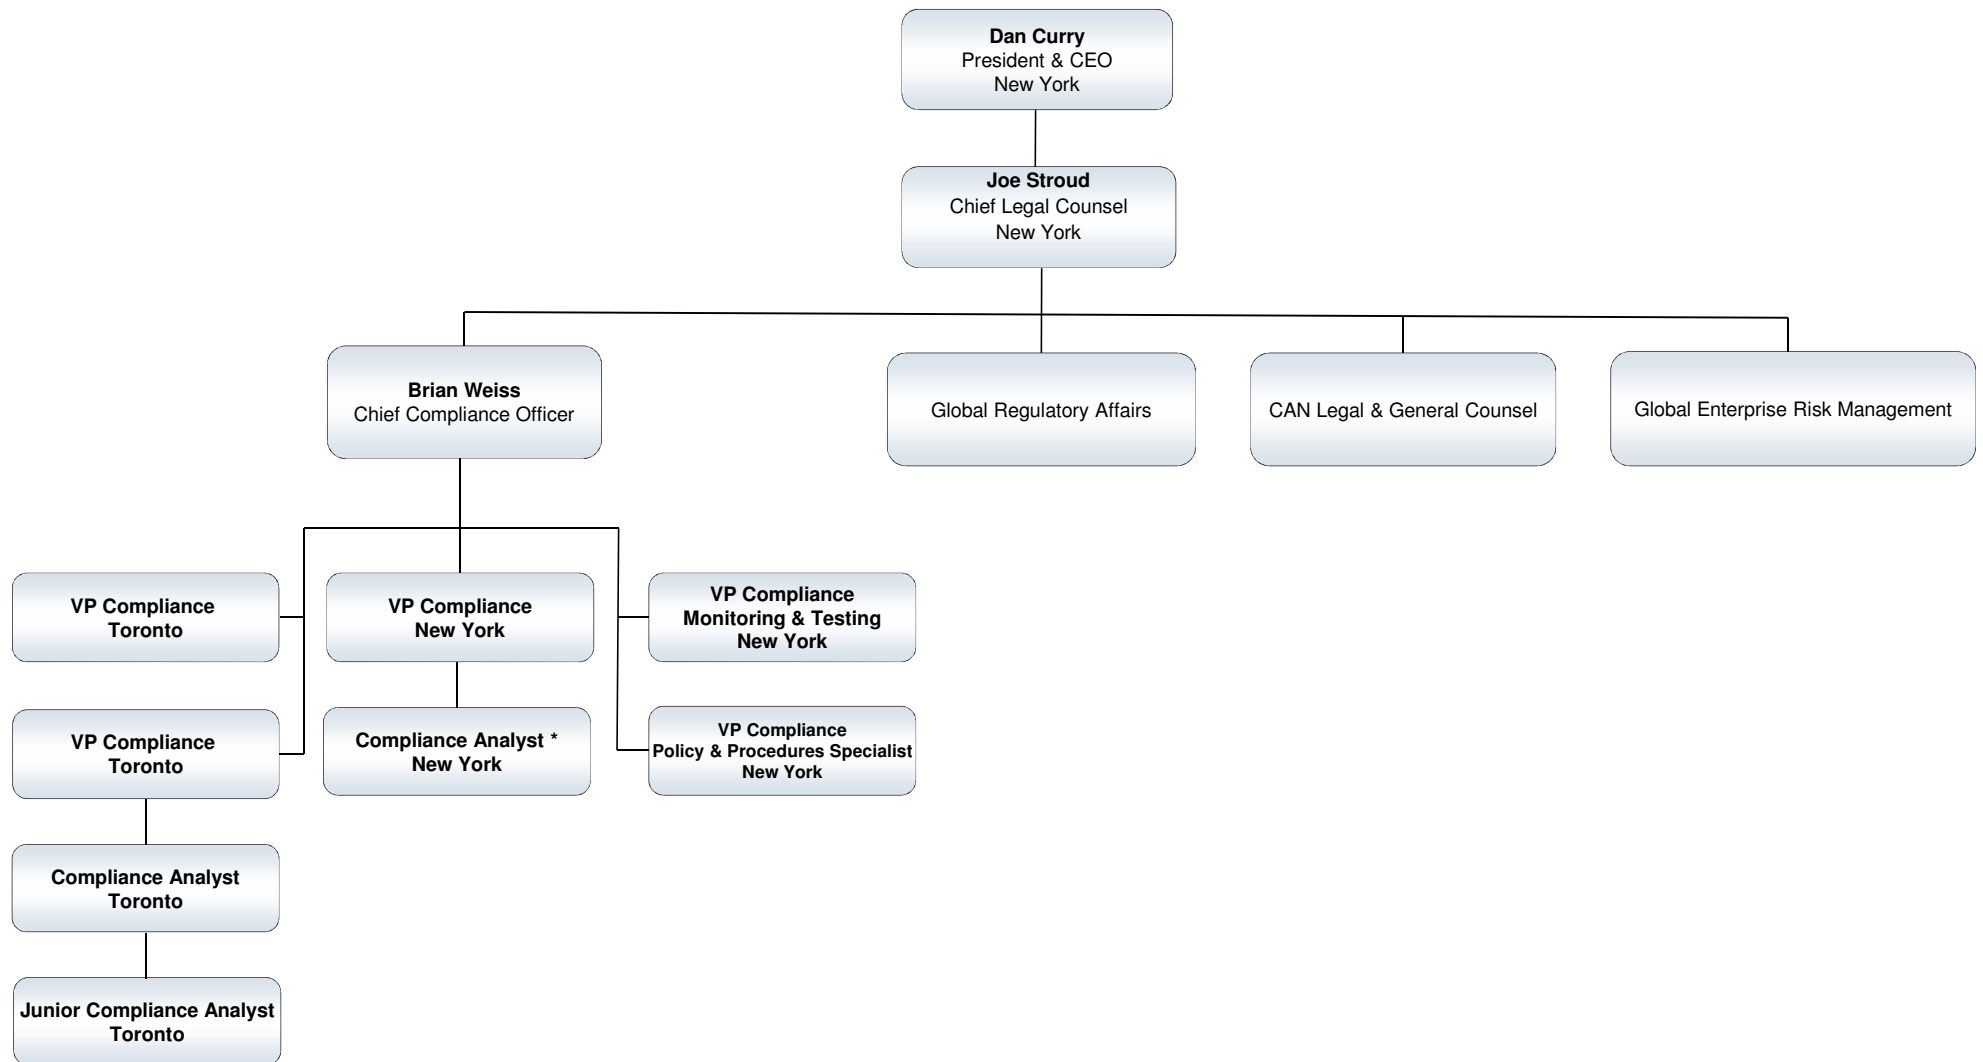 Dan Curry
President & CEO
New York
Joe Stroud
Chief Legal Counsel
New York
Brian Weiss
Chief Compliance Officer
Global Regulatory Affairs
CAN Legal & General Counsel
Global Enterprise Risk Management
VP Compliance
Toronto
VP Compliance
New York
VP Compliance
Monitoring & Testing
New York
VP Compliance
Toronto
Compliance Analyst *
New York
VP Compliance
Policy & Procedures Specialist
New York
Compliance Analyst
Toronto
Junior Compliance Analyst
Toronto